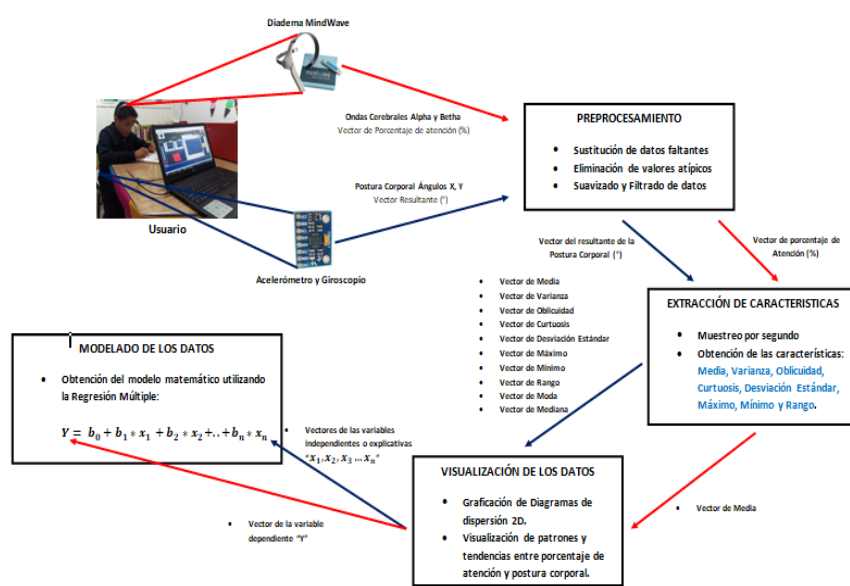 Diadema MindWave
Ondas Cerebrales Alpha y Betha
Vector de Porcentaje de atención (%)
Usuario
Postura Corporal Ángulos X, Y
Vector Resultante (°)
Acelerómetro y Giroscopio
PREPROCESAMIENTO
• Sustitución de datos faltantes
• Eliminación de valores atípicos
• Suavizado y Filtrado de datos
Vector del resultante de la
Postura Corporal (°)
Vector de porcentaje de
Atención (%)
• Vector de Media
• Vector de Varianza
• Vector de Oblicuidad
• Vector de Curtuosis
• Vector de Desviación Estándar
• Vector de Máximo
• Vector de Mínimo
• Vector de Rango
• Vector de Moda
• Vector de Mediana
EXTRACCIÓN DE CARACTERISTICAS
• Muestreo por segundo
• Obtención de las características:
Media, Varianza, Oblicuidad,
Curtuosis, Desviación Estándar,
Máximo, Mínimo y Rango.
• Vector de Media
VISUALIZACIÓN DE LOS DATOS
• Graficación de Diagramas de
dispersión 2D.
• Visualización de patrones y
tendencias entre porcentaje de
atención y postura corporal.
• Vectores de las variables
independientes o explicativas
"x₁, x₂, x₃ ... xₙ"
• Vector de la variable
dependiente "Y"
MODELADO DE LOS DATOS
• Obtención del modelo matemático utilizando
la Regresión Múltiple:
Y = b₀ + b₁ * x₁ + b₂ * x₂ +..+ bₙ * xₙ